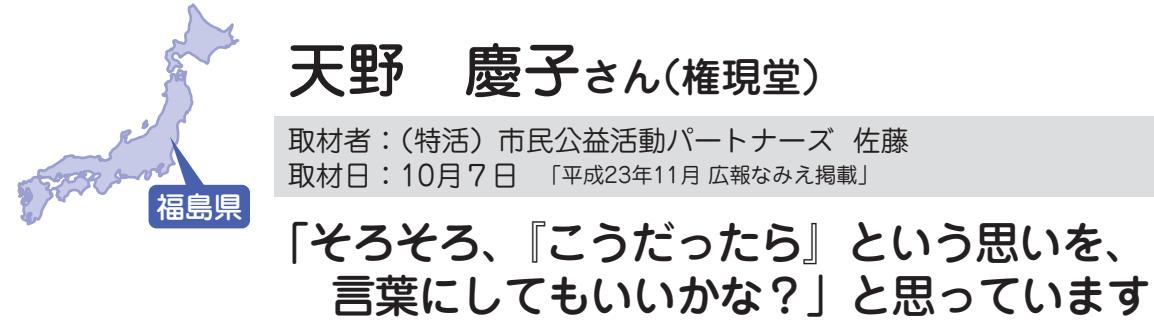 天野　慶子さん（権現堂）
取材者：（特活）市民公益活動パートナーズ 佐藤
取材日：10月７日 「平成23年11月 広報なみえ掲載」
福島県
「そろそろ、『こうだったら』という思いを、
言葉にしてもいいかな？」と思っています